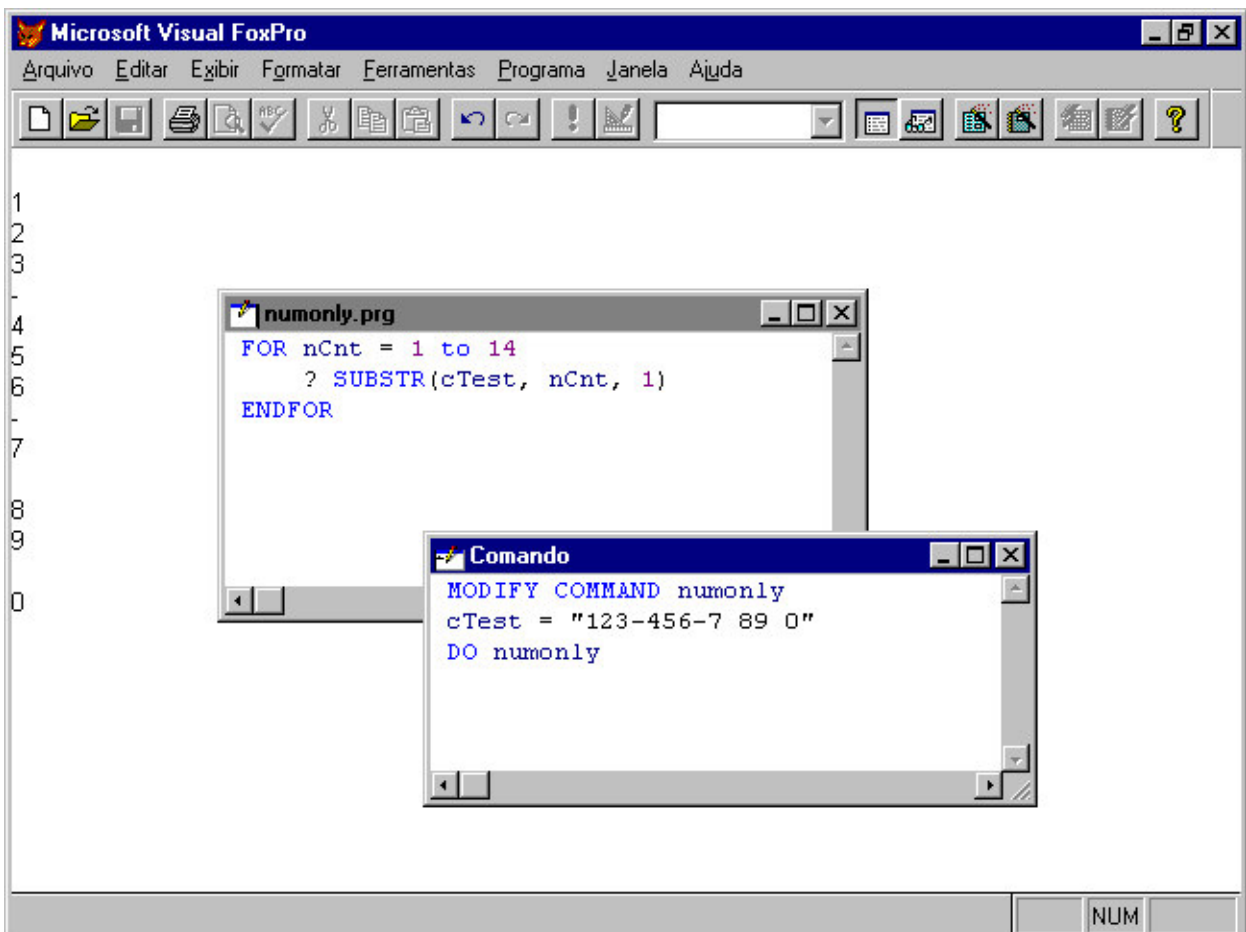 Microsoft Visual FoxPro
Arquivo Editar Exibir Formatar Ferramentas Programa Janela Ajuda
ABC
1
2
3
-
4
5
6
-
7
8
9
0
numonly.prg
FOR nCnt = 1 to 14
? SUBSTR(cTest, nCnt, 1)
ENDFOR
Comando
MODIFY COMMAND numonly
cTest = "123-456-7 89 0"
DO numonly
NUM